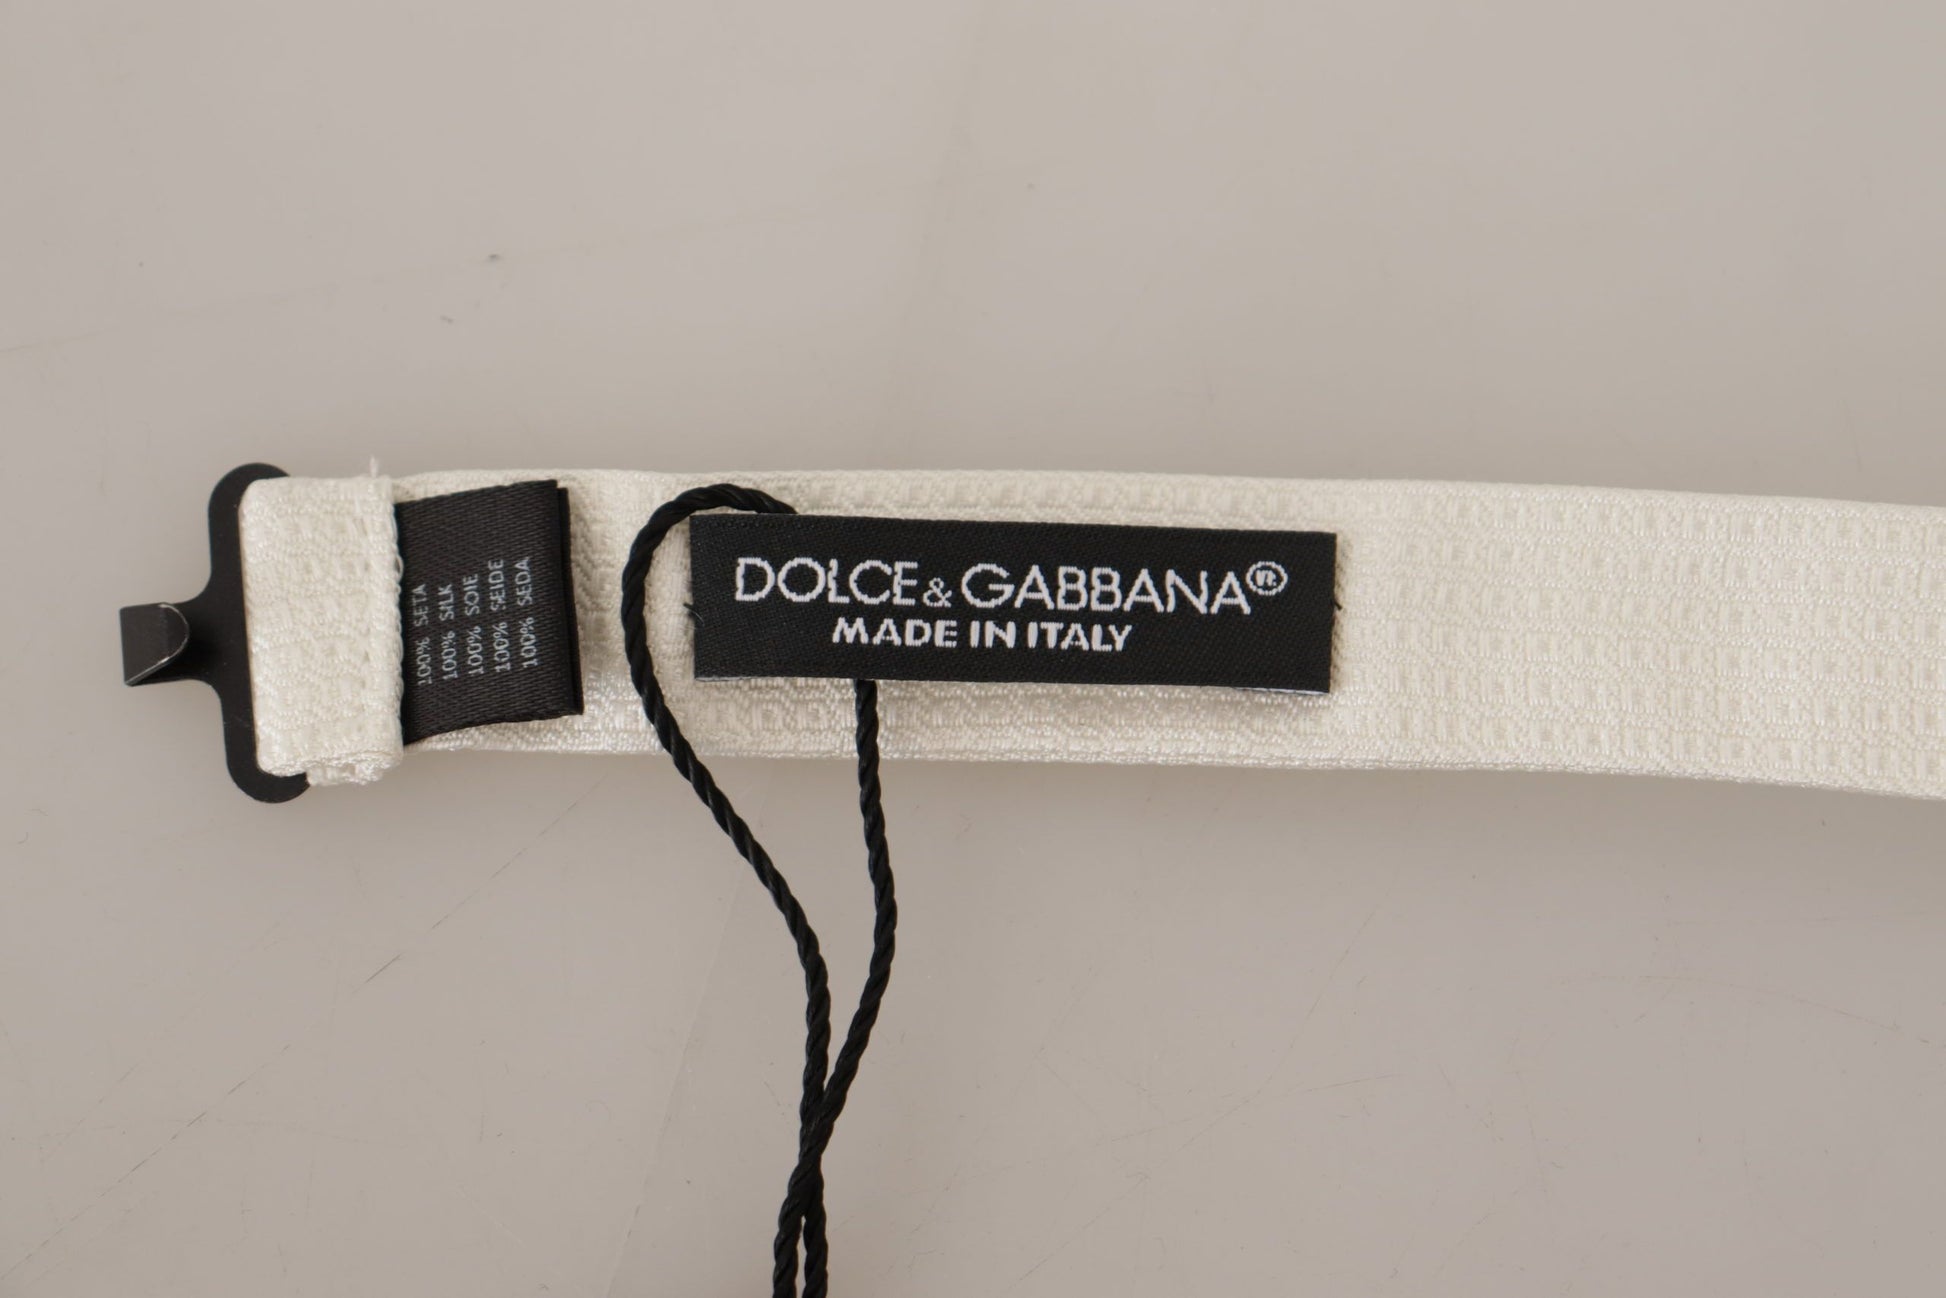 100% SETA
100% SILK
100% SOIE
100% SEIDE
100% SEDA
DOLCE & GABBANA®
MADE IN ITALY